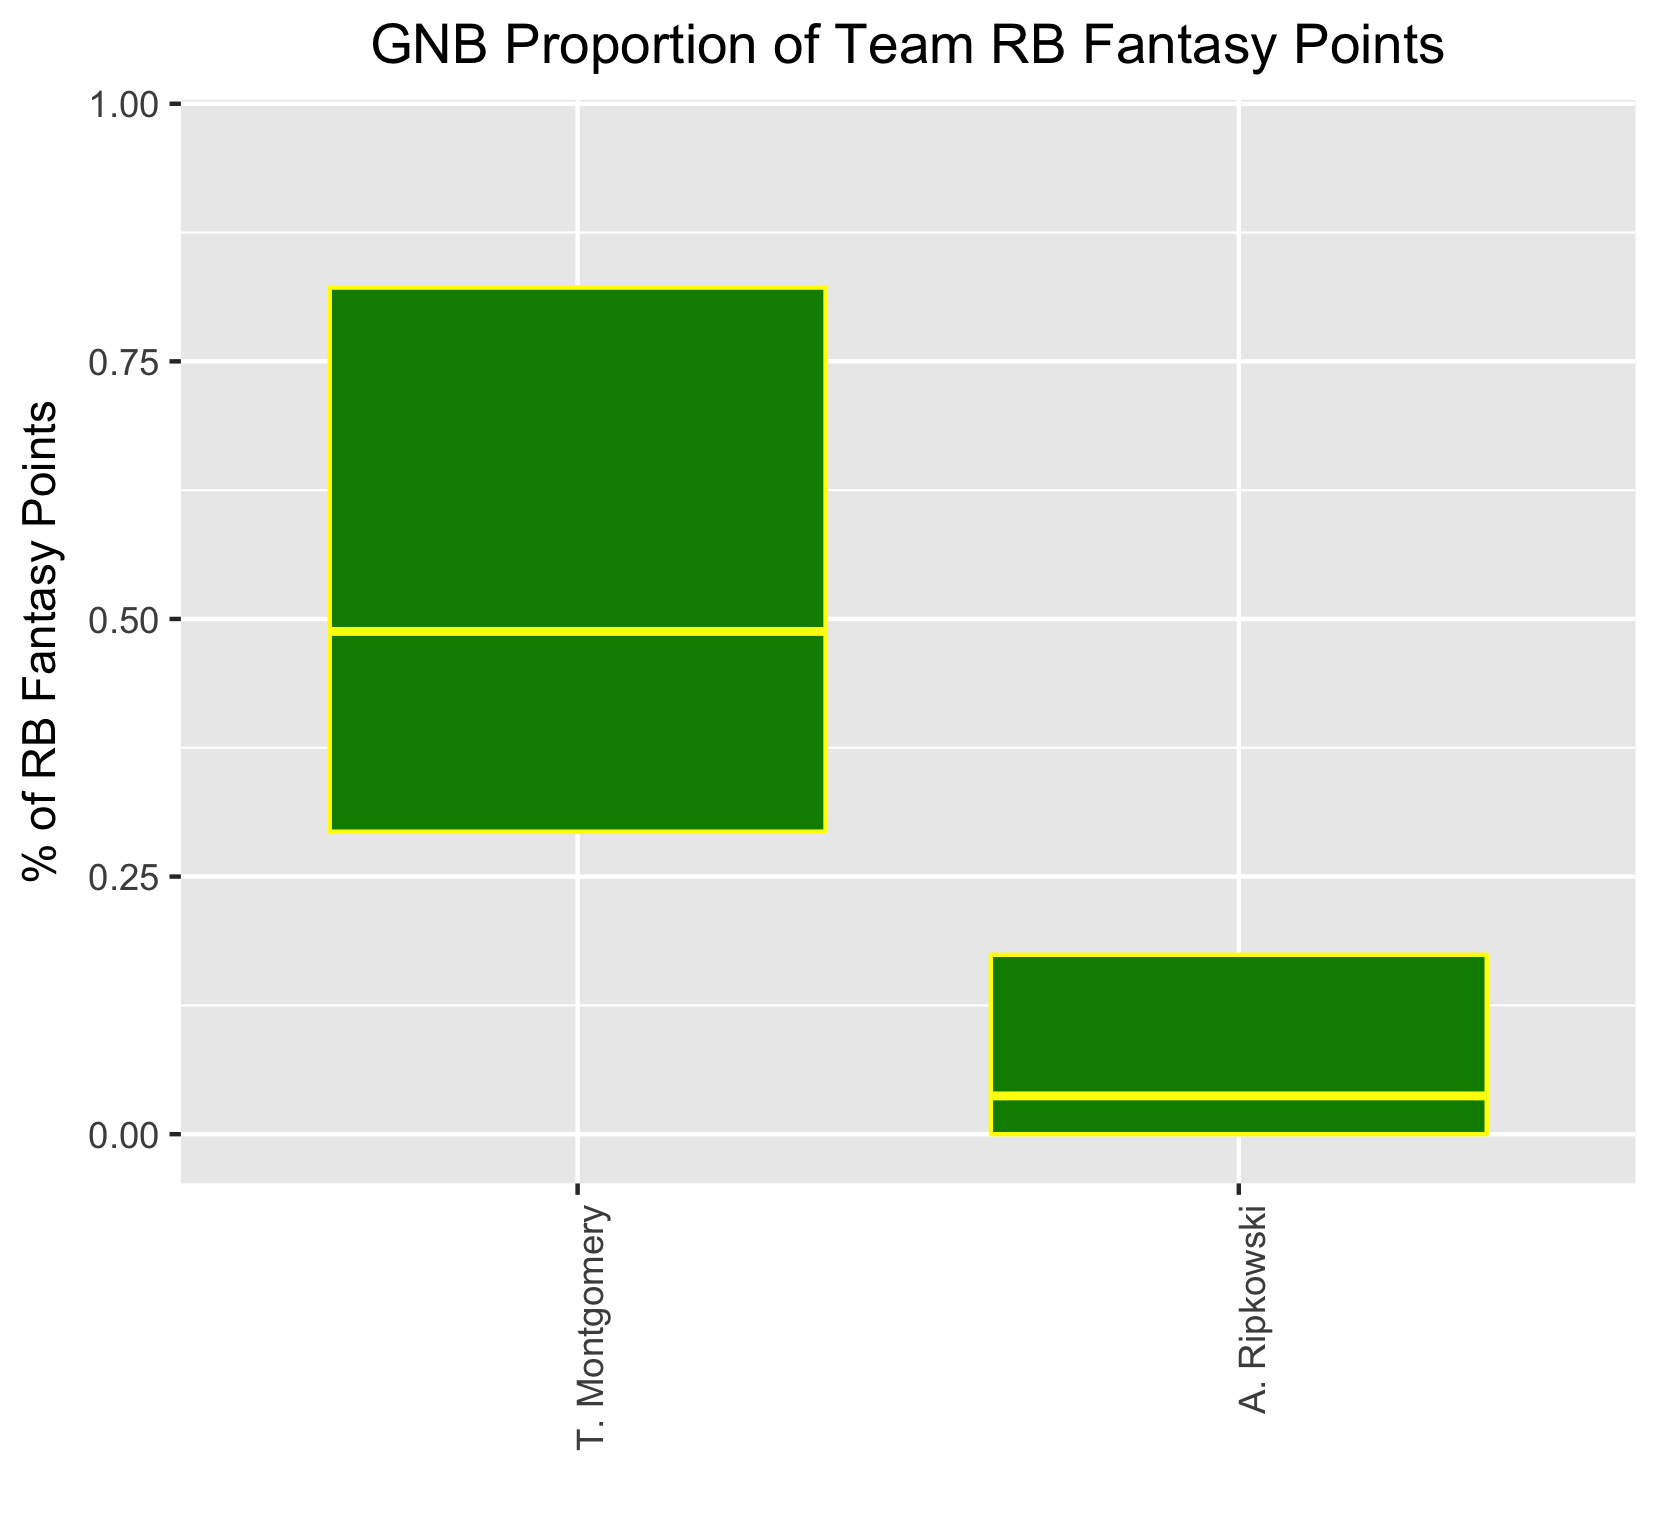 GNB Proportion of Team RB Fantasy Points
% of RB Fantasy Points
1.00
0.75
0.50
0.25
0.00
T. Montgomery
A. Ripkowski